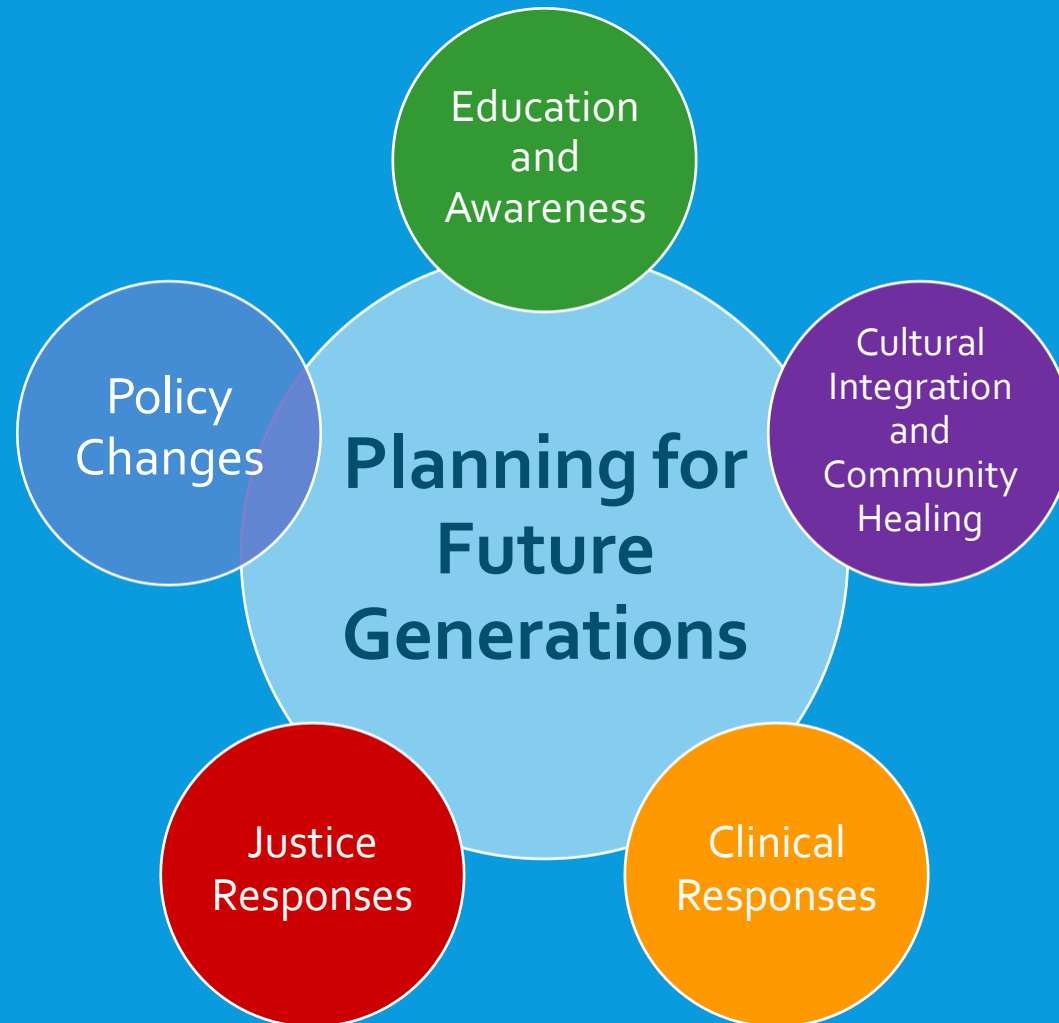 Education
and
Awareness
Cultural
Integration
and
Community
Healing
Clinical
Responses
Justice
Responses
Policy
Changes
Planning for
Future
Generations